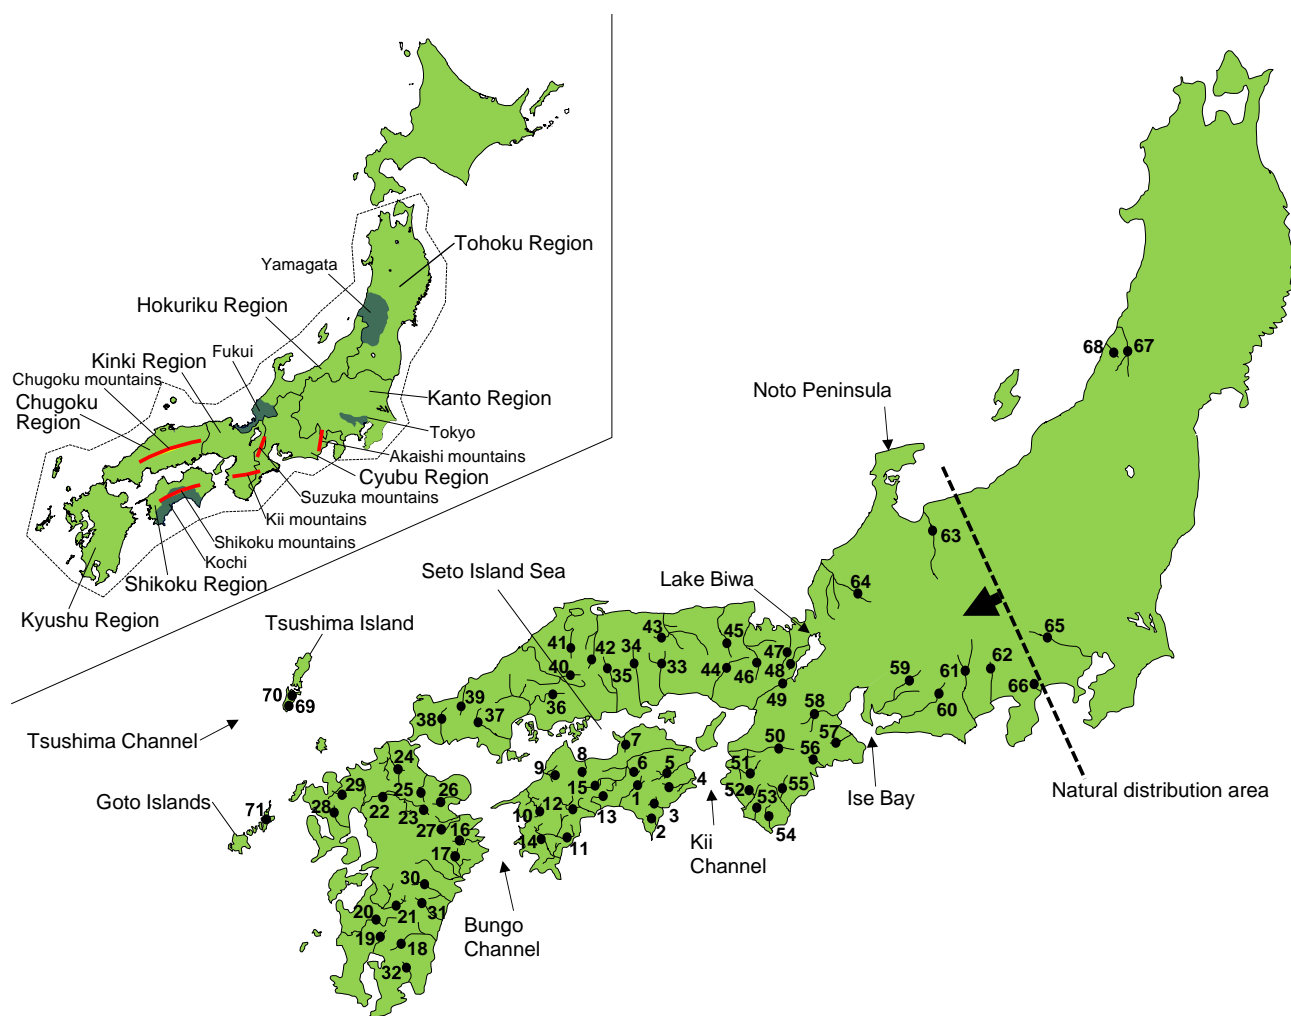 Tohoku Region
Yamagata
Hokuriku Region
Fukui
Kinki Region
Chugoku mountains
Chugoku
Region
Kanto Region
Tokyo
Akaishi mountains
Cyubu Region
Suzuka mountains
Kii mountains
Shikoku mountains
Kochi
Shikoku Region
Kyushu Region
68
67
Noto Peninsula
63
64
Seto Island Sea
Lake Biwa
Tsushima Island
65
43
45
41
42
34
47
40
33
44
46
48
35
59
61
62
66
70
69
39
49
60
36
38
37
58
Tsushima Channel
57
7
50
56
24
8
9
6
5
51
4
55
29
25
26
15
52
Ise Bay
Natural distribution area
Goto Islands
28
22
23
10
12
13
1
3
53
71
27
16
2
54
14
11
Kii
Channel
17
30
20
21
31
Bungo
Channel
19
18
32